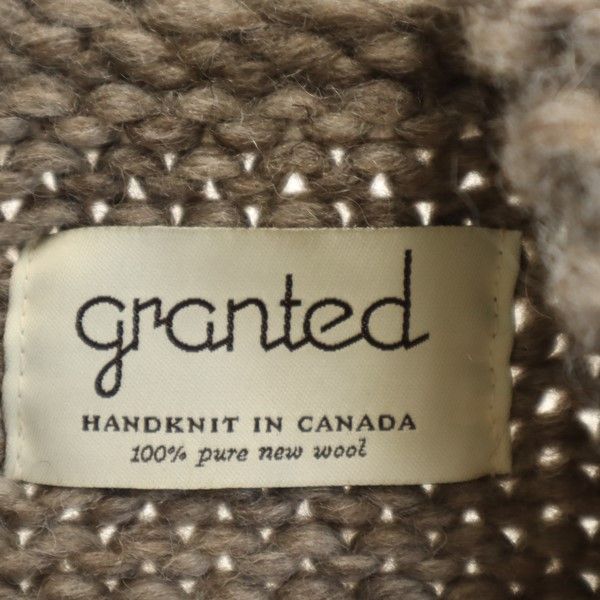 granted
HANDKNIT IN CANADA
100% pure new wool